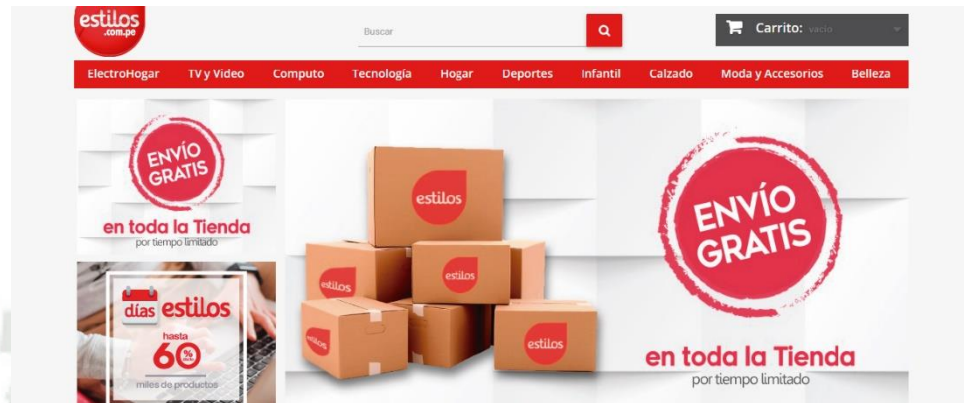 estilos
.com.pe
Buscar
Carrito: vacío
ElectroHogar TV y Video Computo Tecnología Hogar Deportes Infantil Calzado Moda y Accesorios Belleza
ENVÍO
GRATIS
en toda la Tienda
por tiempo limitado
días estilos
hasta
60%
miles de productos
estilos
estilos
estilos
estilos
estilos
ENVÍO
GRATIS
en toda la Tienda
por tiempo limitado